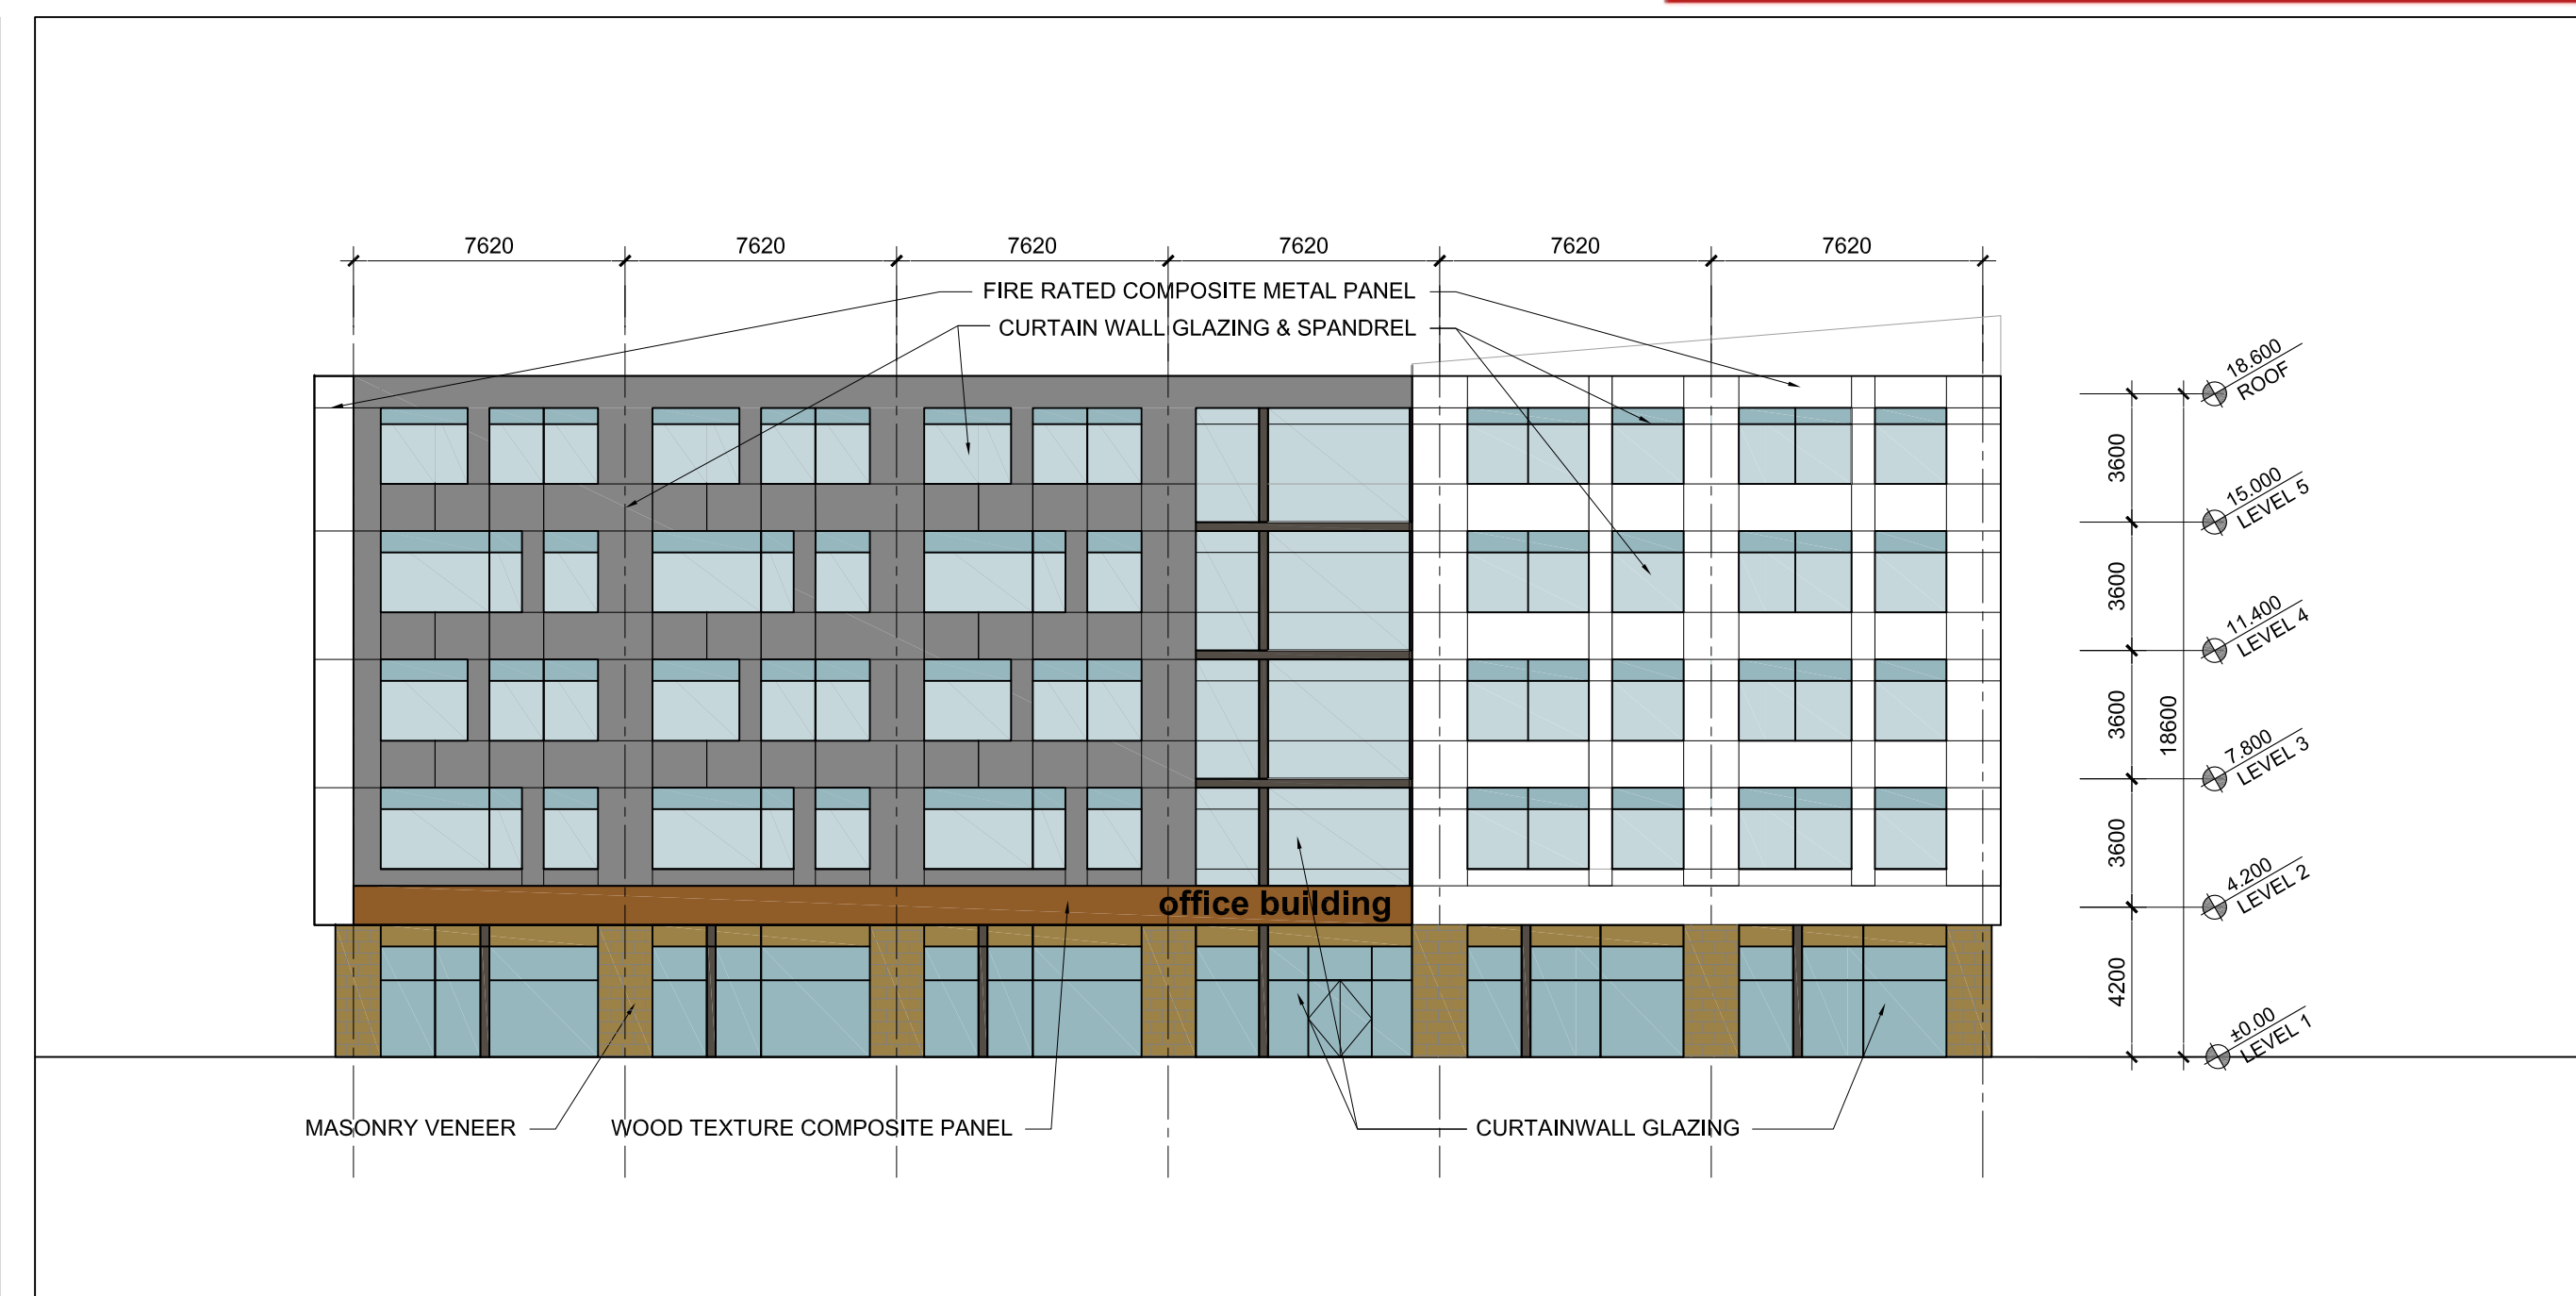 7620 7620 7620 7620 7620 7620
FIRE RATED COMPOSITE METAL PANEL
CURTAIN WALL GLAZING & SPANDREL
18.600
ROOF
3600
15.000
LEVEL 5
3600
11.400
LEVEL 4
3600
18600
7.800
LEVEL 3
3600
4.200
LEVEL 2
office building
4200
±0.00
LEVEL 1
MASONRY VENEER
WOOD TEXTURE COMPOSITE PANEL
CURTAINWALL GLAZING